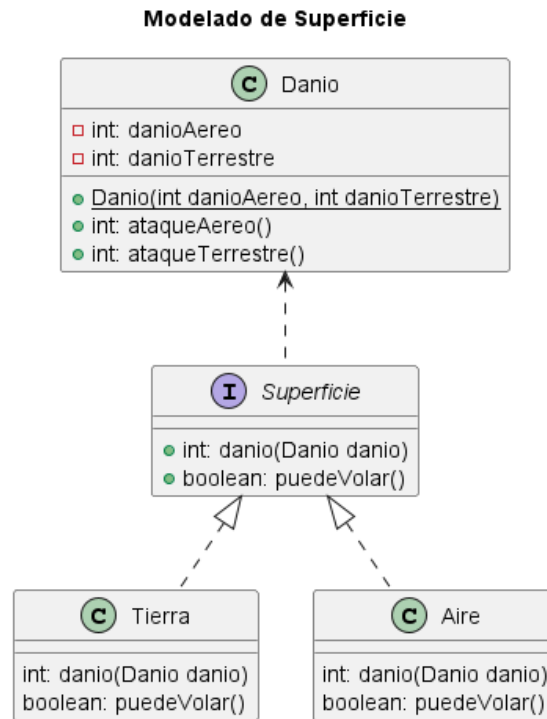 Modelado de Superficie
C Danio
int: danioAereo
int: danioTerrestre
Danio(int danioAereo, int danioTerrestre)
int: ataqueAereo()
int: ataqueTerrestre()
I Superficie
int: danio(Danio danio)
boolean: puedeVolar()
C Tierra
int: danio(Danio danio)
boolean: puedeVolar()
C Aire
int: danio(Danio danio)
boolean: puedeVolar()